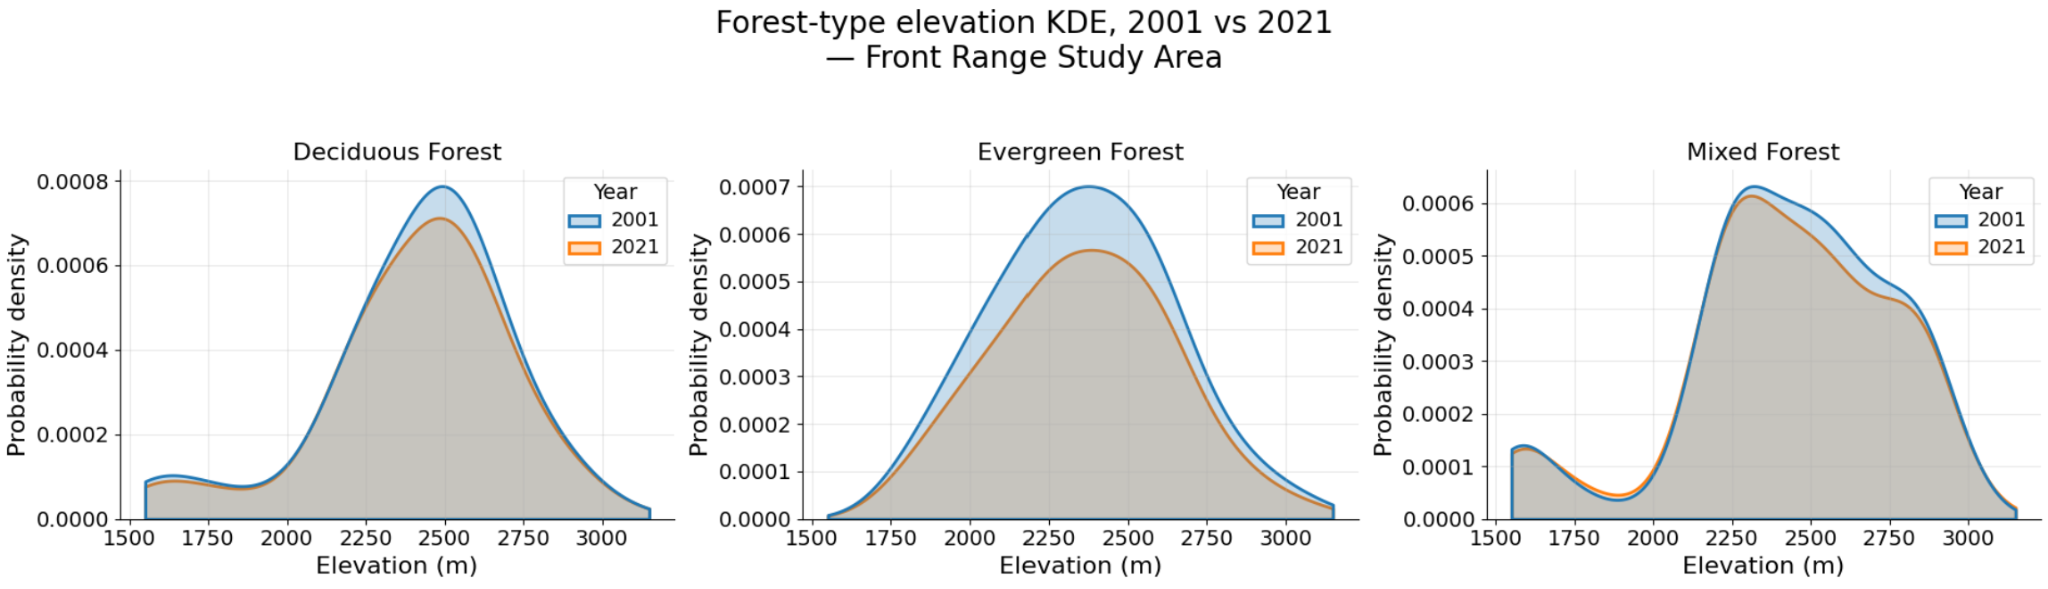 Forest-type elevation KDE, 2001 vs 2021
— Front Range Study Area
Deciduous Forest
Probability density
0.0008
0.0006
0.0004
0.0002
0.0000
1500 1750 2000 2250 2500 2750 3000
Elevation (m)
Year
2001
2021
Evergreen Forest
Probability density
0.0007
0.0006
0.0005
0.0004
0.0003
0.0002
0.0001
0.0000
1500 1750 2000 2250 2500 2750 3000
Elevation (m)
Year
2001
2021
Mixed Forest
Probability density
0.0006
0.0005
0.0004
0.0003
0.0002
0.0001
0.0000
1500 1750 2000 2250 2500 2750 3000
Elevation (m)
Year
2001
2021